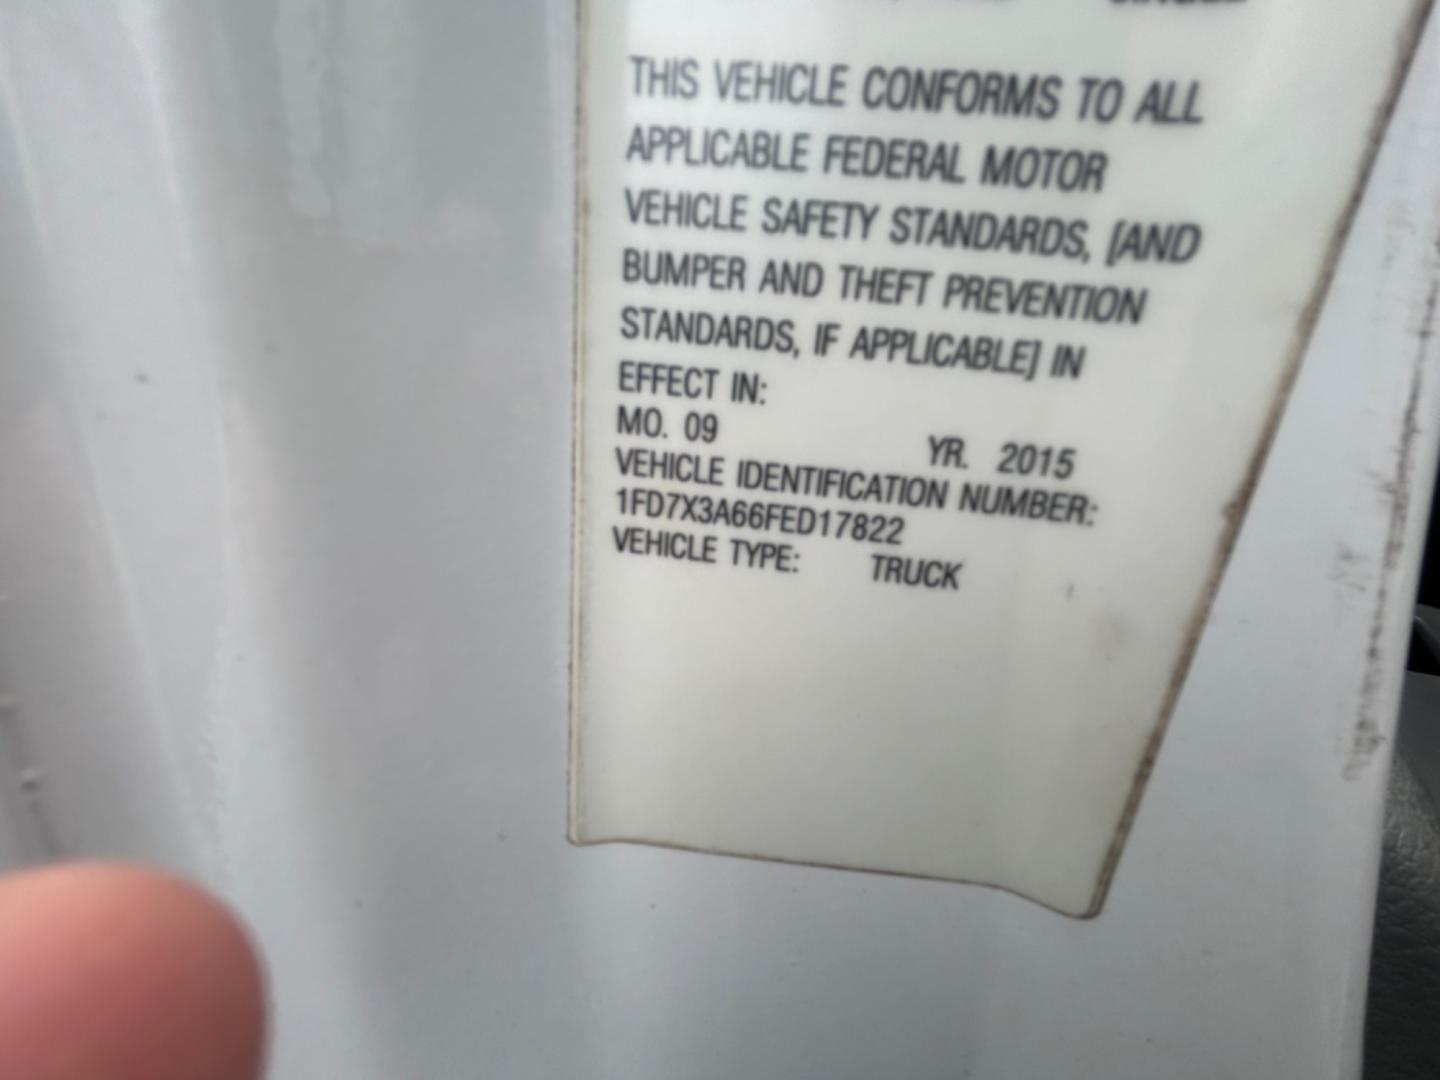 THIS VEHICLE CONFORMS TO ALL
APPLICABLE FEDERAL MOTOR
VEHICLE SAFETY STANDARDS, [AND
BUMPER AND THEFT PREVENTION
STANDARDS, IF APPLICABLE] IN
EFFECT IN:
MO. 09 YR. 2015
VEHICLE IDENTIFICATION NUMBER:
1FD7X3A66FED17822
VEHICLE TYPE: TRUCK